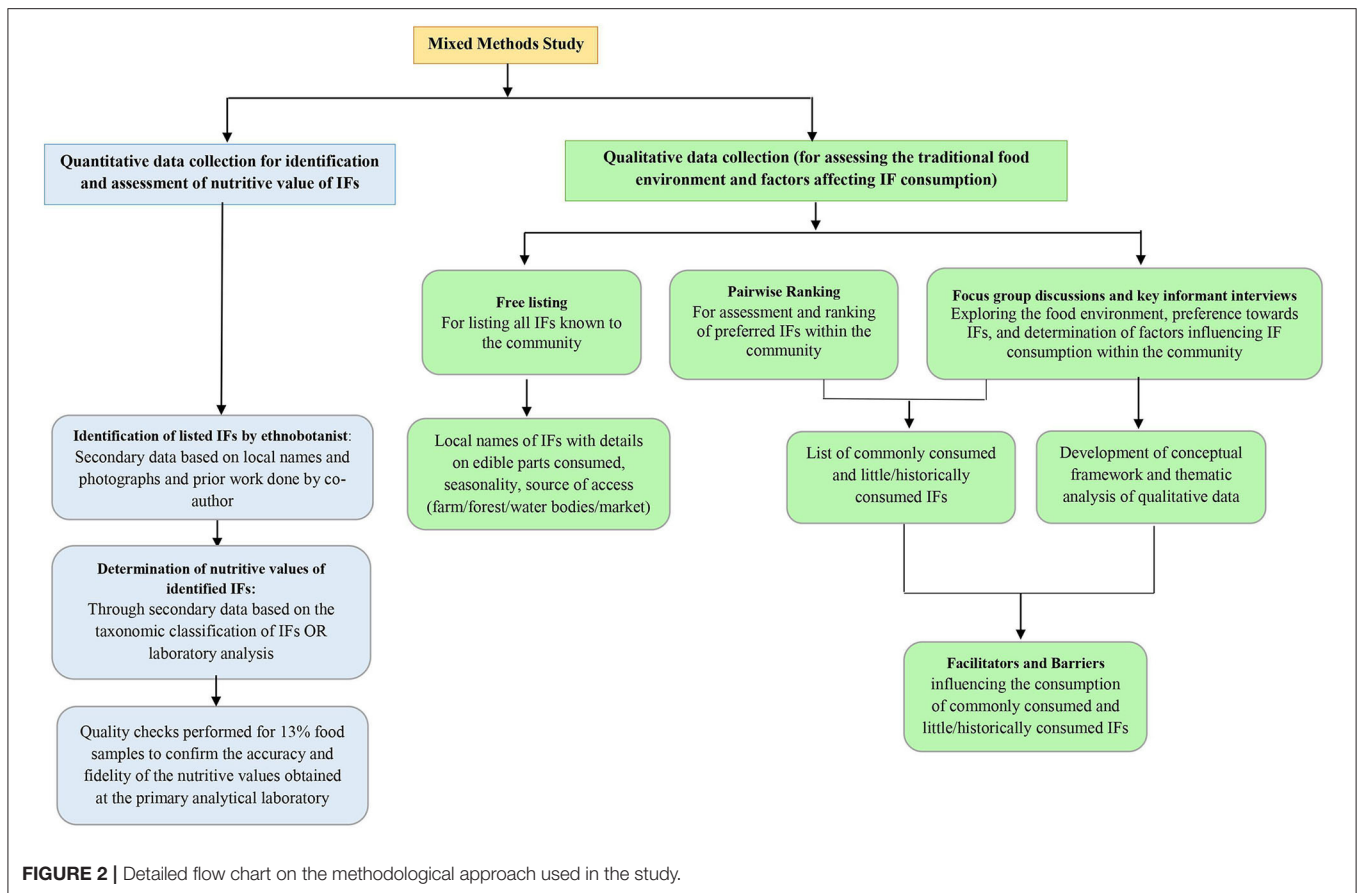 Mixed Methods Study
Quantitative data collection for identification
and assessment of nutritive value of IFs
Qualitative data collection (for assessing the traditional food
environment and factors affecting IF consumption)
Free listing
For listing all IFs known to
the community
Pairwise Ranking
For assessment and ranking
of preferred IFs within the
community
Focus group discussions and key informant interviews
Exploring the food environment, preference towards
IFs, and determination of factors influencing IF
consumption within the community
Identification of listed IFs by ethnobotanist:
Secondary data based on local names and
photographs and prior work done by co-
author
Local names of IFs with details
on edible parts consumed,
seasonality, source of access
(farm/forest/water bodies/market)
List of commonly consumed
and little/historically
consumed IFs
Development of conceptual
framework and thematic
analysis of qualitative data
Determination of nutritive values of
identified IFs:
Through secondary data based on the
taxonomic classification of IFs OR
laboratory analysis
Facilitators and Barriers
influencing the consumption
of commonly consumed and
little/historically consumed IFs
Quality checks performed for 13% food
samples to confirm the accuracy and
fidelity of the nutritive values obtained
at the primary analytical laboratory
FIGURE 2 | Detailed flow chart on the methodological approach used in the study.